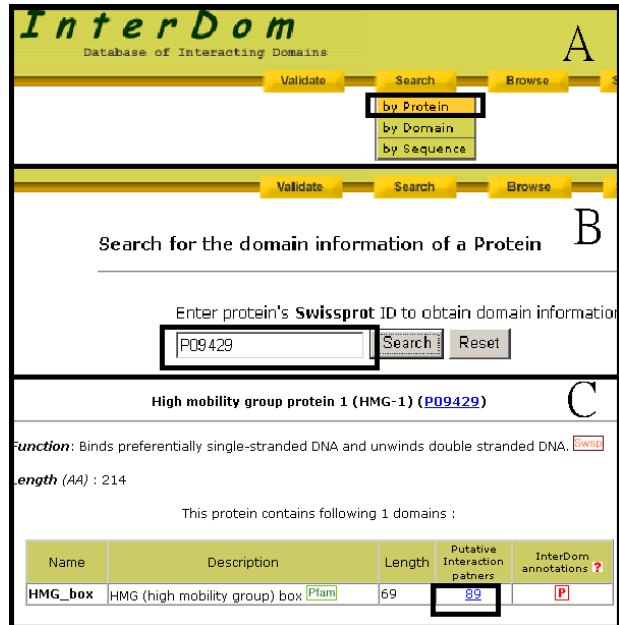 InterDom
Database of Interacting Domains
A
Validate Search Browse S
by Protein
by Domain
by Sequence
Validate Search Browse
B
Search for the domain information of a Protein
Enter protein's Swissprot ID to obtain domain information
P09429 Search Reset
C
High mobility group protein 1 (HMG-1) (P09429)
Function: Binds preferentially single-stranded DNA and unwinds double stranded DNA. Swsp
Length (AA) : 214
This protein contains following 1 domains :
Name Description Length Putative Interaction patners InterDom annotations ?
HMG_box HMG (high mobility group) box Pfam 69 89 P